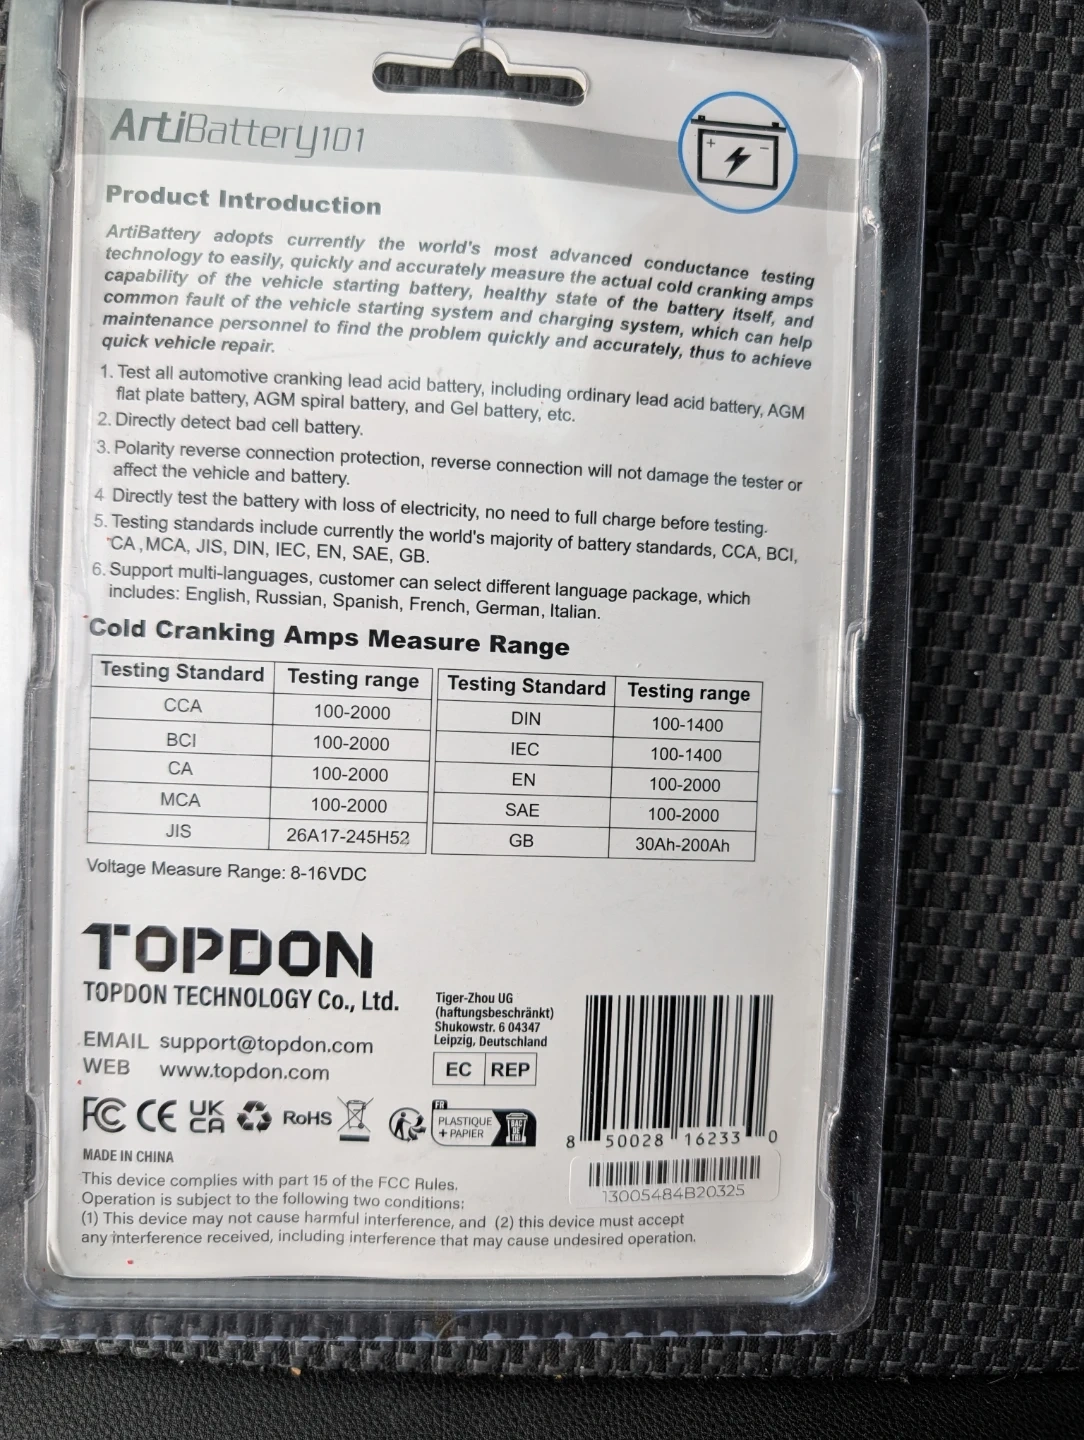 ArtiBattery101
+ −
Product Introduction
ArtiBattery adopts currently the world's most advanced conductance testing
technology to easily, quickly and accurately measure the actual cold cranking amps
capability of the vehicle starting battery, healthy state of the battery itself, and
common fault of the vehicle starting system and charging system, which can help
maintenance personnel to find the problem quickly and accurately, thus to achieve
quick vehicle repair.
1. Test all automotive cranking lead acid battery, including ordinary lead acid battery, AGM
flat plate battery, AGM spiral battery, and Gel battery, etc.
2. Directly detect bad cell battery.
3. Polarity reverse connection protection, reverse connection will not damage the tester or
affect the vehicle and battery.
4 Directly test the battery with loss of electricity, no need to full charge before testing.
5. Testing standards include currently the world's majority of battery standards, CCA, BCI,
CA, MCA, JIS, DIN, IEC, EN, SAE, GB.
6. Support multi-languages, customer can select different language package, which
includes: English, Russian, Spanish, French, German, Italian.
Cold Cranking Amps Measure Range
Testing Standard Testing range Testing Standard Testing range
CCA 100-2000 DIN 100-1400
BCI 100-2000 IEC 100-1400
CA 100-2000 EN 100-2000
MCA 100-2000 SAE 100-2000
JIS 26A17-245H52 GB 30Ah-200Ah
Voltage Measure Range: 8-16VDC
TOPDON
TOPDON TECHNOLOGY Co., Ltd.
EMAIL support@topdon.com
WEB www.topdon.com
Tiger-Zhou UG
(haftungsbeschränkt)
Shukowstr. 6 04347
Leipzig, Deutschland
EC REP
FC CE UK CA RoHS
FR
PLASTIQUE
+ PAPIER
BAC DE TRI
8 50028 16233 0
13005484B20325
MADE IN CHINA
This device complies with part 15 of the FCC Rules.
Operation is subject to the following two conditions:
(1) This device may not cause harmful interference, and (2) this device must accept
any interference received, including interference that may cause undesired operation.